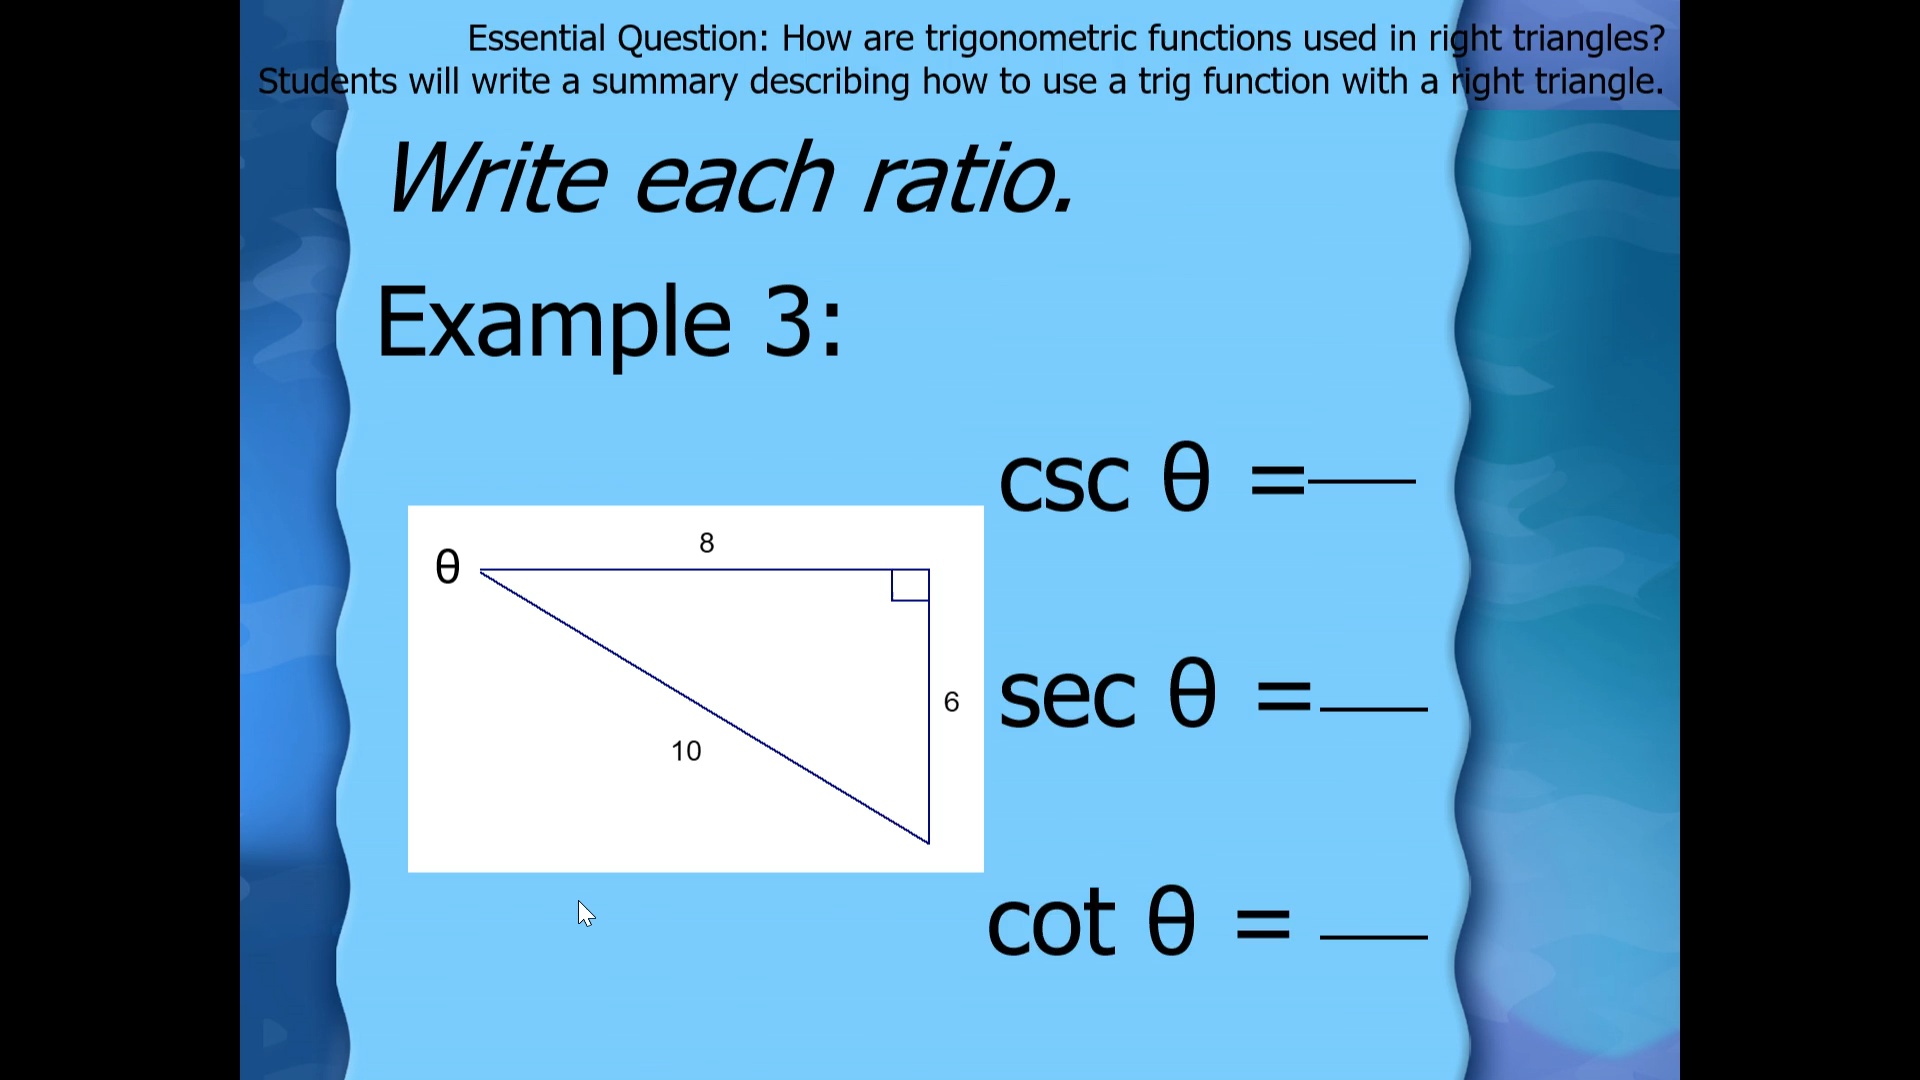 Essential Question: How are trigonometric functions used in right triangles?
Students will write a summary describing how to use a trig function with a right triangle.
Write each ratio.
Example 3:
csc θ =
8
θ
6
sec θ =
10
cot θ =